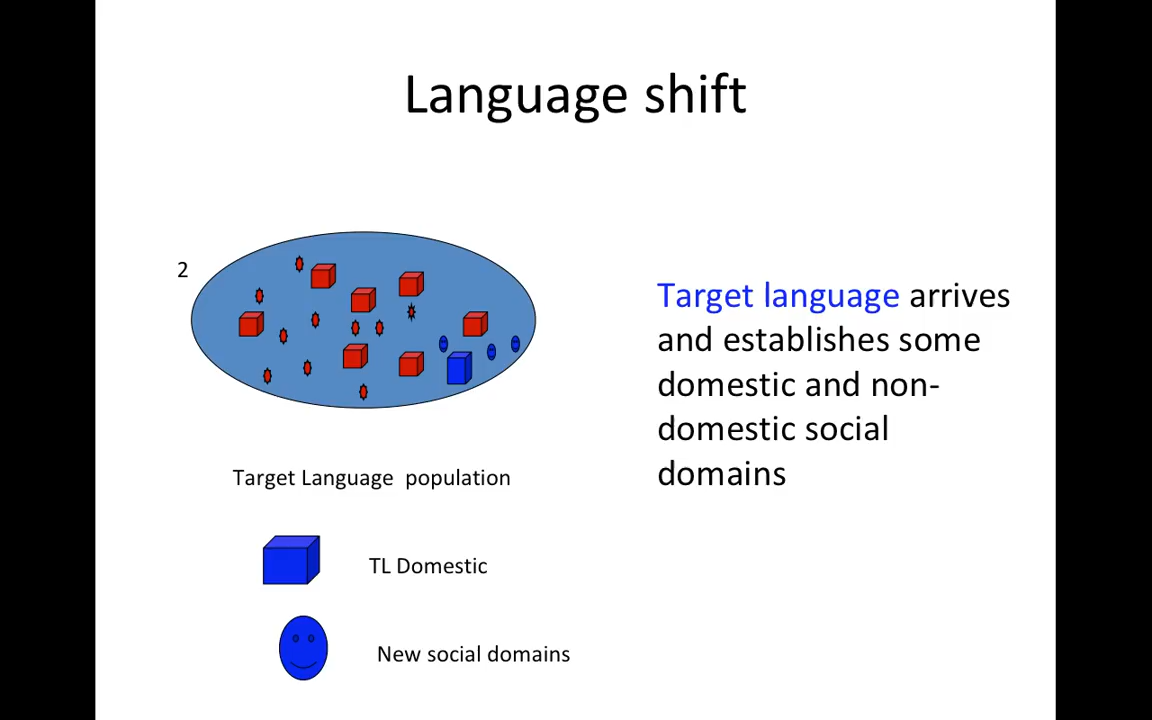 Language shift
2
Target language arrives
and establishes some
domestic and non-
domestic social
domains
Target Language population
TL Domestic
New social domains